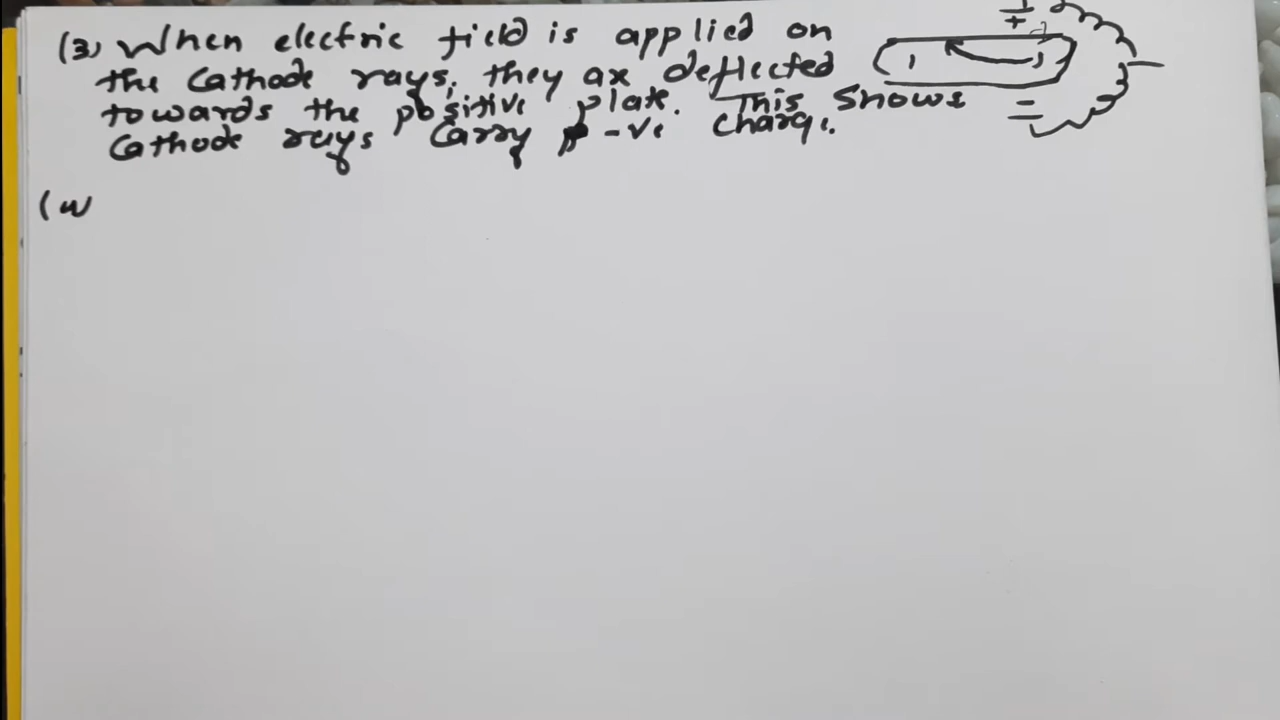 (3) When electric field is applied on
the Cathode rays, they are deflected
towards the positive plate. This Shows
Cathode rays Carry -ve charge.
(